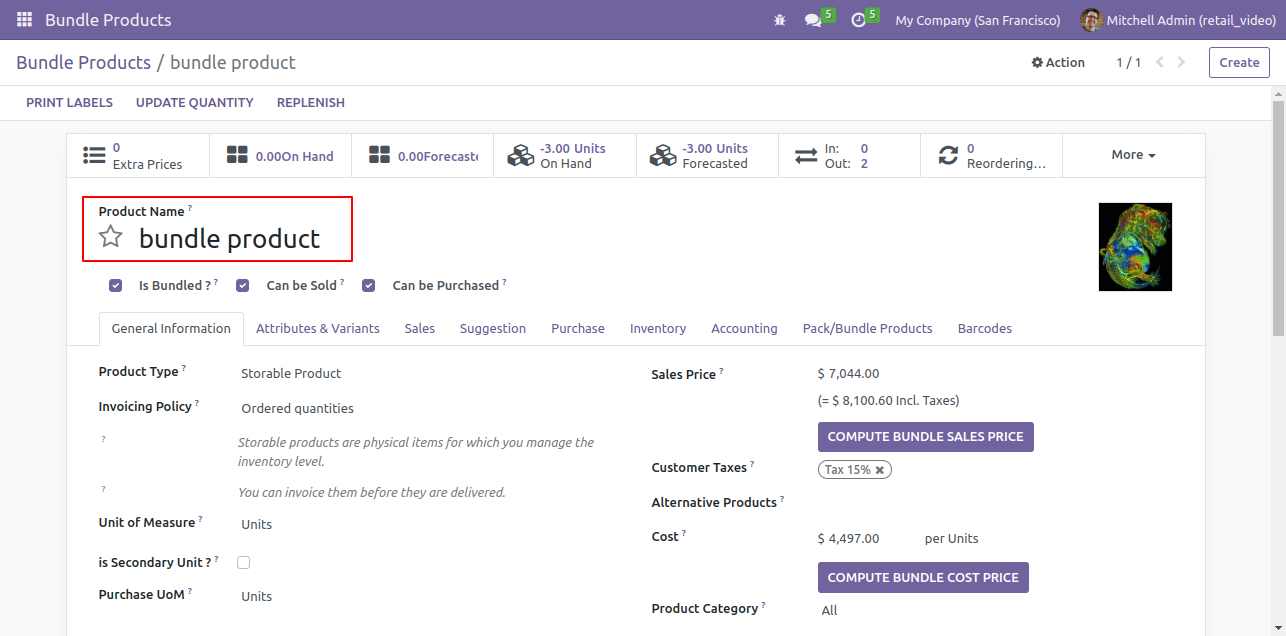 Bundle Products 5 5 My Company (San Francisco) Mitchell Admin (retail_video)
Bundle Products / bundle product Action 1 / 1 Create
PRINT LABELS UPDATE QUANTITY REPLENISH
0
Extra Prices
0.00On Hand
0.00Forecaste
-3.00 Units
On Hand
-3.00 Units
Forecasted
In: 0
Out: 2
0
Reordering...
More
Product Name ?
bundle product
Is Bundled ? ? Can be Sold ? Can be Purchased ?
General Information Attributes & Variants Sales Suggestion Purchase Inventory Accounting Pack/Bundle Products Barcodes
Product Type ? Storable Product
Invoicing Policy ? Ordered quantities
? Storable products are physical items for which you manage the
inventory level.
? You can invoice them before they are delivered.
Unit of Measure ? Units
is Secondary Unit ? ?
Purchase UoM ? Units
Sales Price ? $ 7,044.00
(= $ 8,100.60 Incl. Taxes)
COMPUTE BUNDLE SALES PRICE
Customer Taxes ? Tax 15% ✖
Alternative Products ?
Cost ? $ 4,497.00 per Units
COMPUTE BUNDLE COST PRICE
Product Category ? All